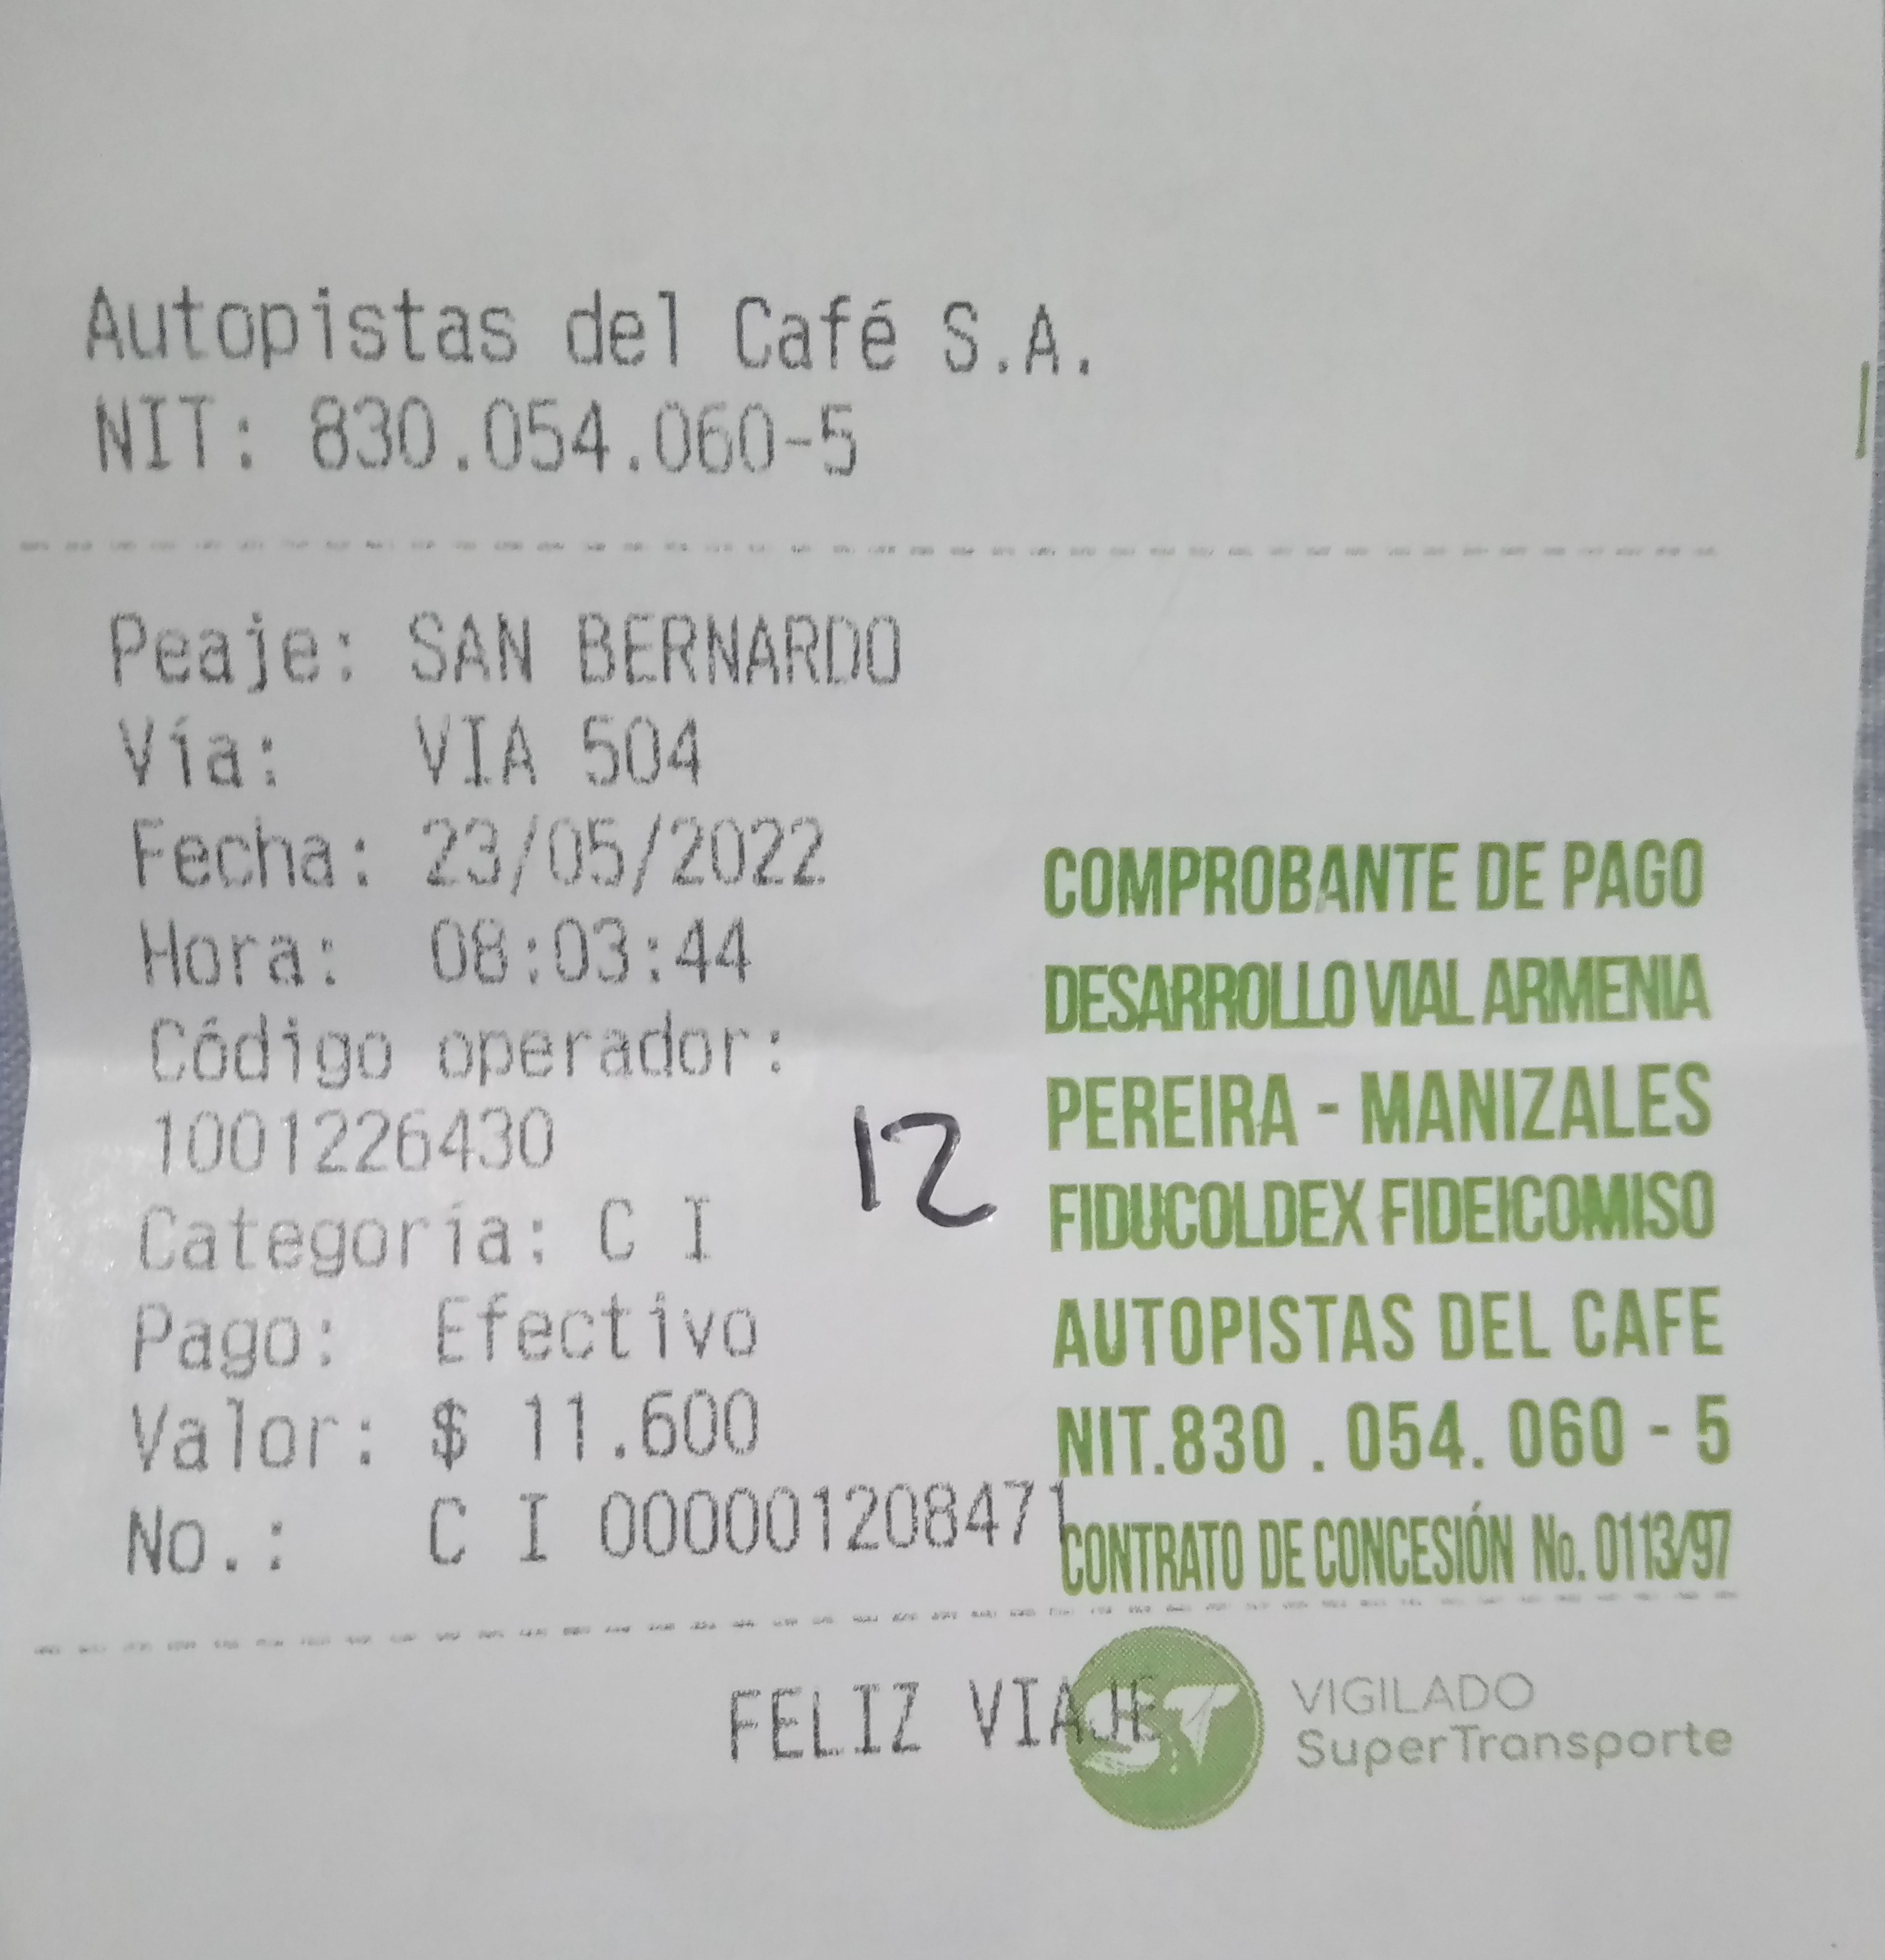 Autopistas del Café S.A.
NIT: 830.054.060-5
Peaje: SAN BERNARDO
Vía: VIA 504
Fecha: 23/05/2022
Hora: 08:03:44
Código operador:
1001226430
Categoría: C I
Pago: Efectivo
Valor: $ 11.600
No.: C I 000001208471
12
COMPROBANTE DE PAGO
DESARROLLO VIAL ARMENIA
PEREIRA - MANIZALES
FIDUCOLDEX FIDEICOMISO
AUTOPISTAS DEL CAFE
NIT.830 . 054. 060 - 5
CONTRATO DE CONCESIÓN No. 0113/97
FELIZ VIAJE
ST
VIGILADO
SuperTransporte